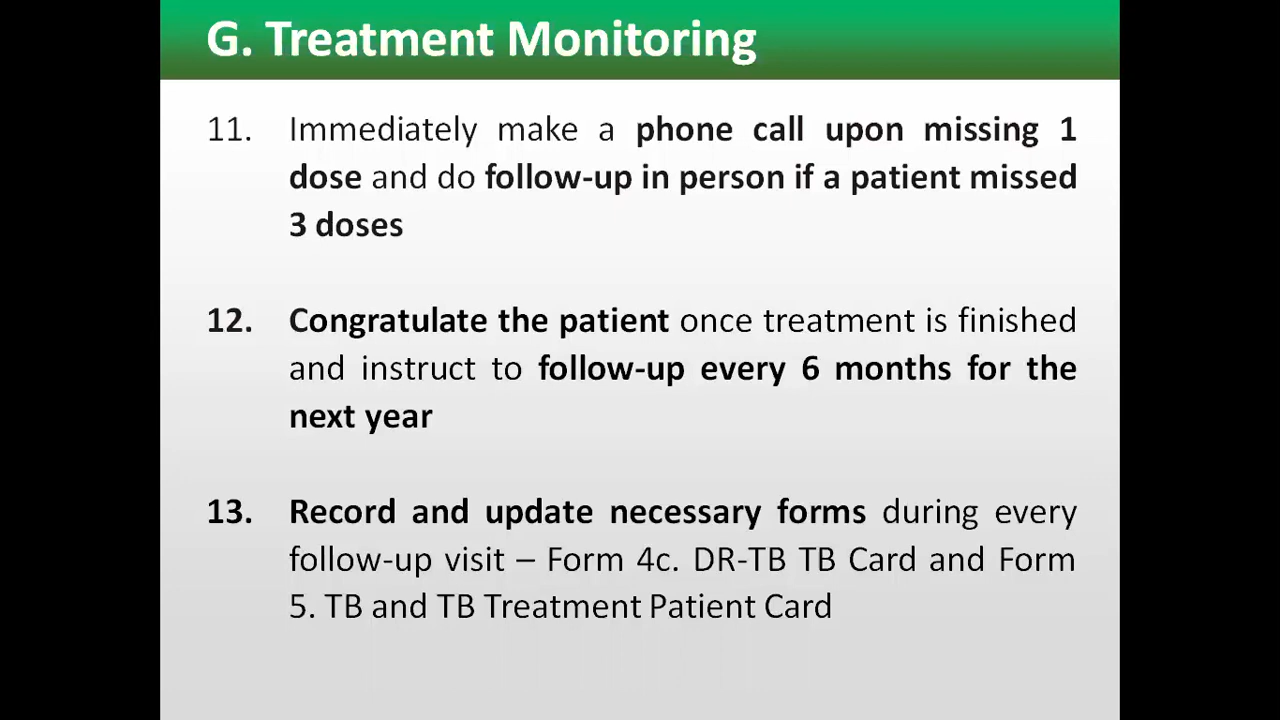 G. Treatment Monitoring
11. Immediately make a phone call upon missing 1
dose and do follow-up in person if a patient missed
3 doses
12. Congratulate the patient once treatment is finished
and instruct to follow-up every 6 months for the
next year
13. Record and update necessary forms during every
follow-up visit – Form 4c. DR-TB TB Card and Form
5. TB and TB Treatment Patient Card